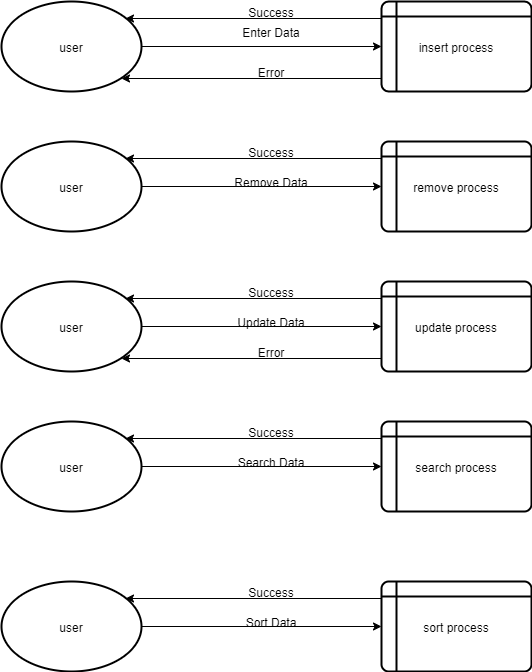 Success
Enter Data
user
insert process
Error
Success
Remove Data
user
remove process
Success
Update Data
user
update process
Error
Success
Search Data
user
search process
Success
Sort Data
user
sort process